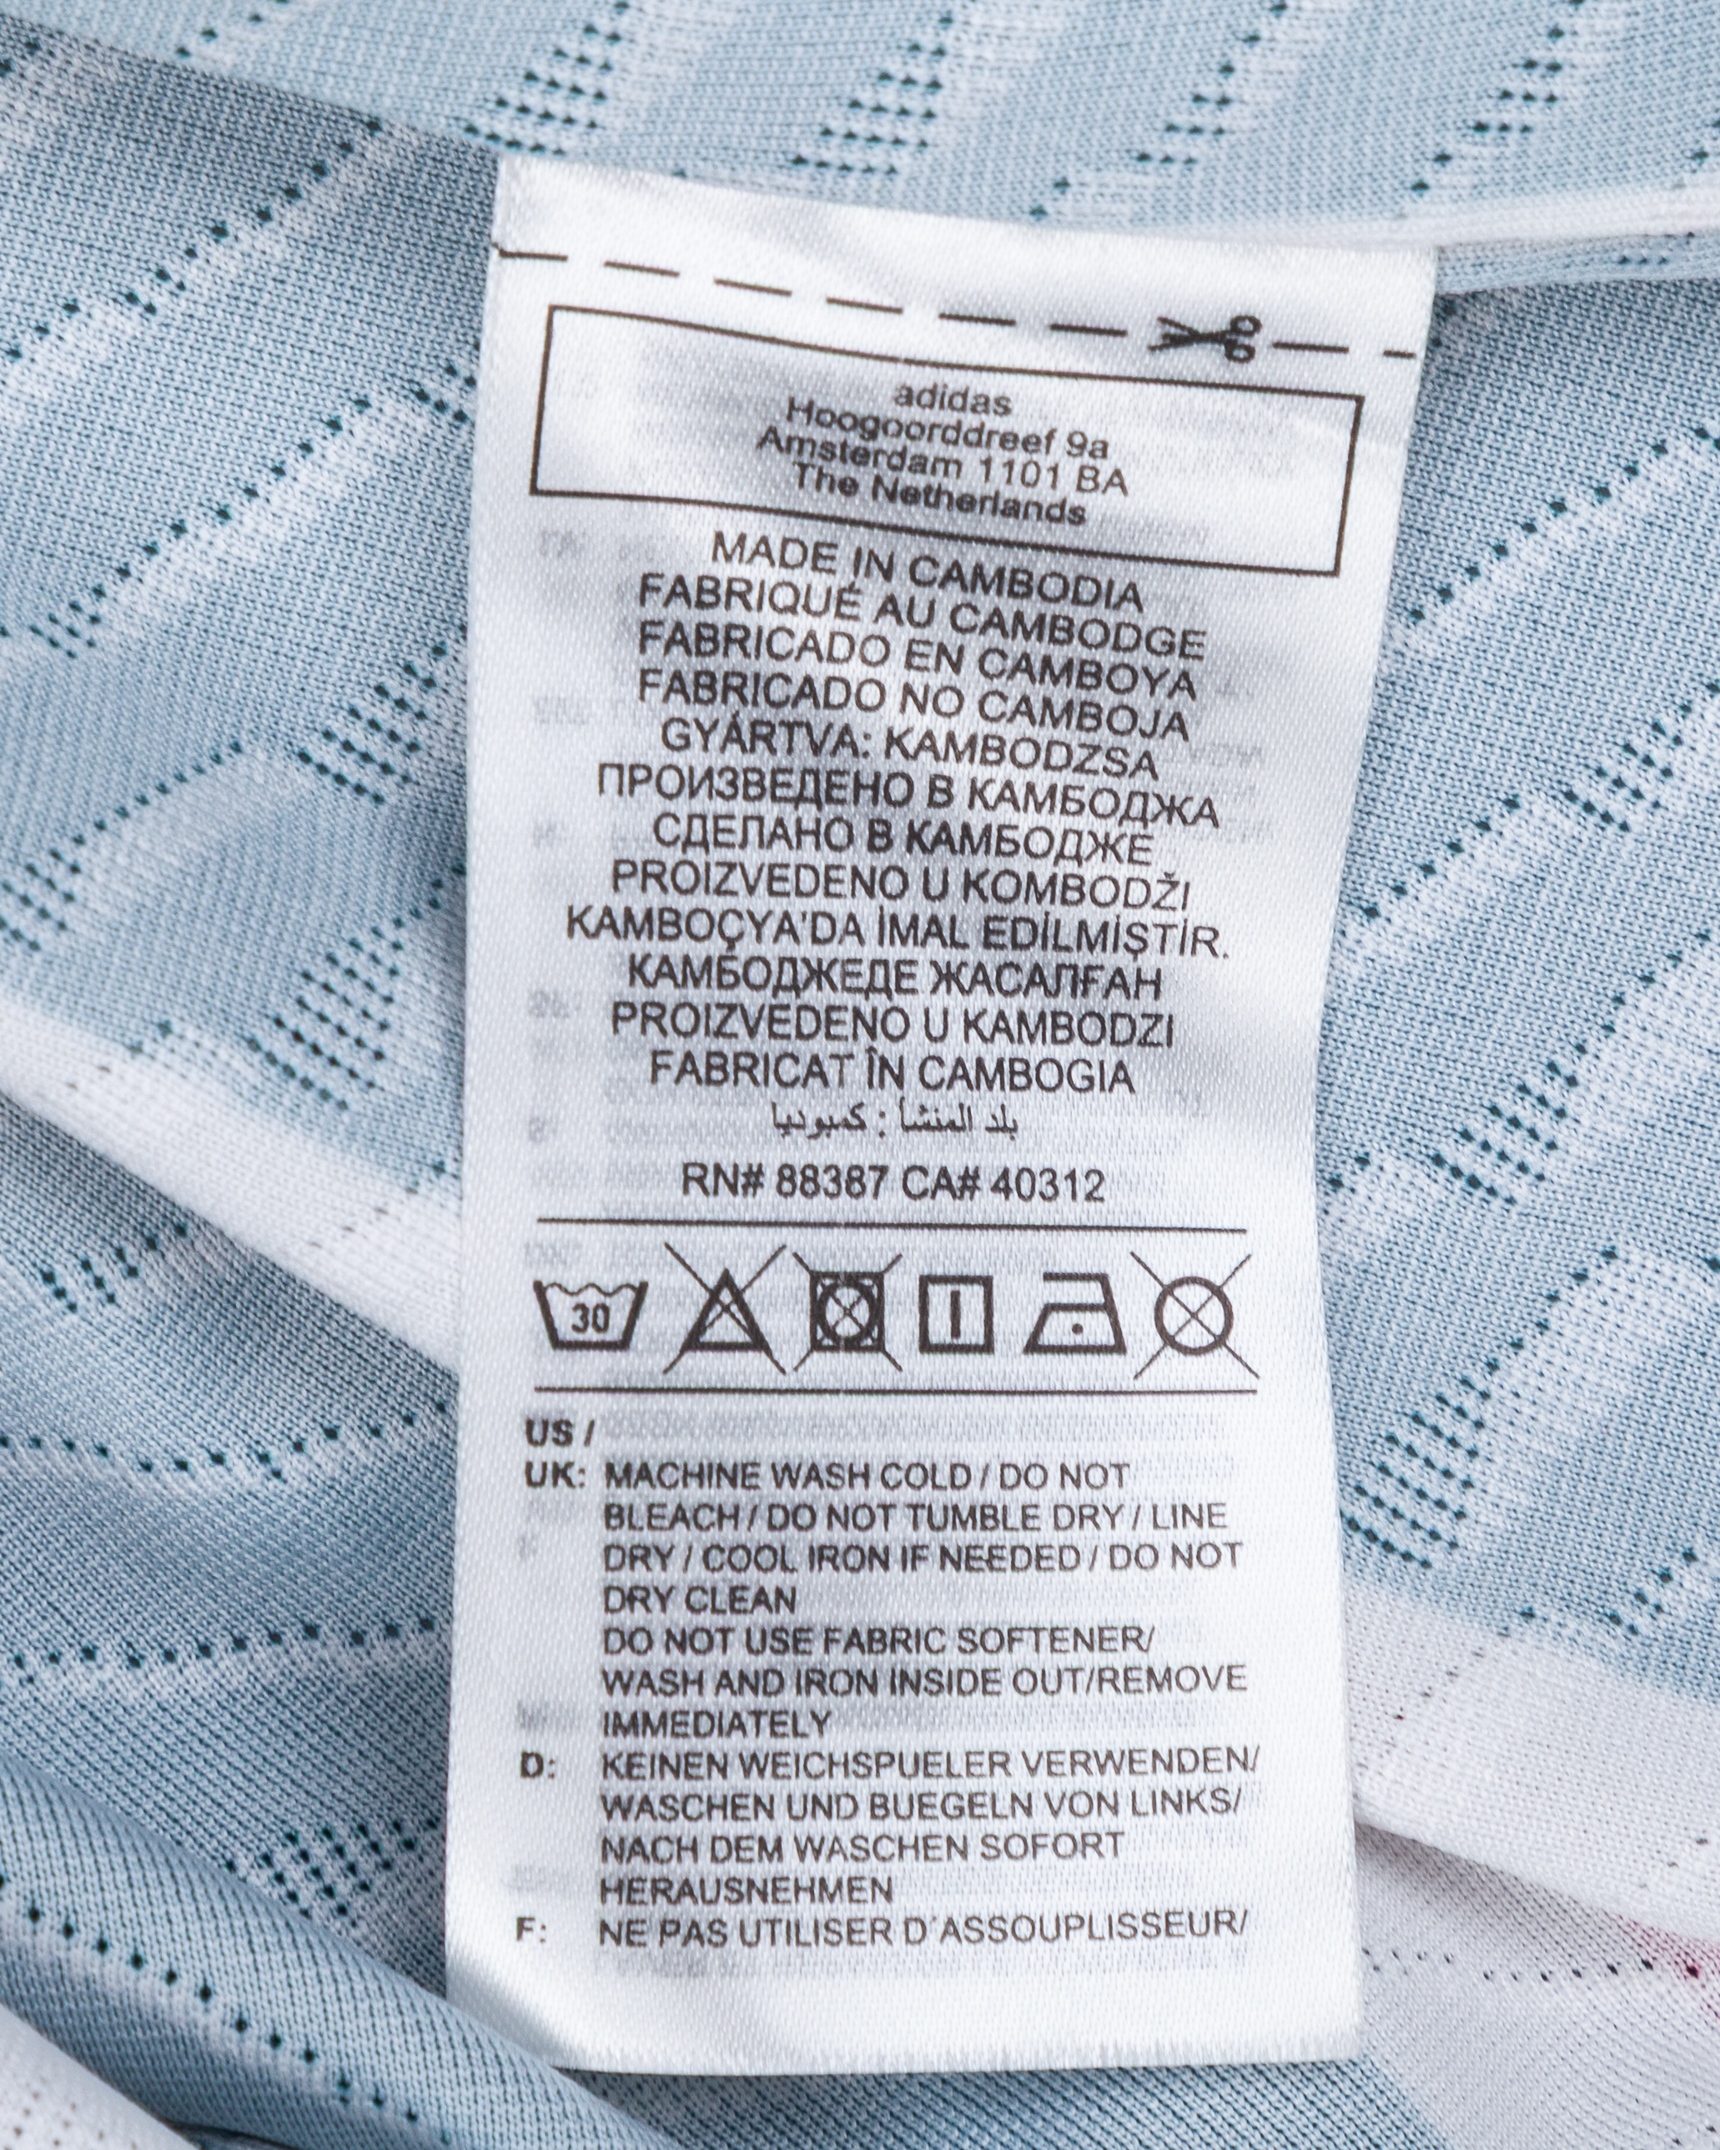 adidas
Hoogoorddreef 9a
Amsterdam 1101 BA
The Netherlands
MADE IN CAMBODIA
FABRIQUÉ AU CAMBODGE
FABRICADO EN CAMBOYA
FABRICADO NO CAMBOJA
GYÁRTVA: KAMBODZSA
ПРОИЗВЕДЕНО В КАМБОДЖА
СДЕЛАНО В КАМБОДЖЕ
PROIZVEDENO U KOMBODŽI
KAMBOÇYA'DA İMAL EDİLMİŞTİR.
КАМБОДЖЕДЕ ЖАСАЛҒАН
PROIZVEDENO U KAMBODZI
FABRICAT ÎN CAMBOGIA
بلد المنشأ : كمبوديا
RN# 88387 CA# 40312
30
US /
UK: MACHINE WASH COLD / DO NOT
BLEACH / DO NOT TUMBLE DRY / LINE
DRY / COOL IRON IF NEEDED / DO NOT
DRY CLEAN
DO NOT USE FABRIC SOFTENER/
WASH AND IRON INSIDE OUT/REMOVE
IMMEDIATELY
D: KEINEN WEICHSPUELER VERWENDEN/
WASCHEN UND BUEGELN VON LINKS/
NACH DEM WASCHEN SOFORT
HERAUSNEHMEN
F: NE PAS UTILISER D'ASSOUPLISSEUR/